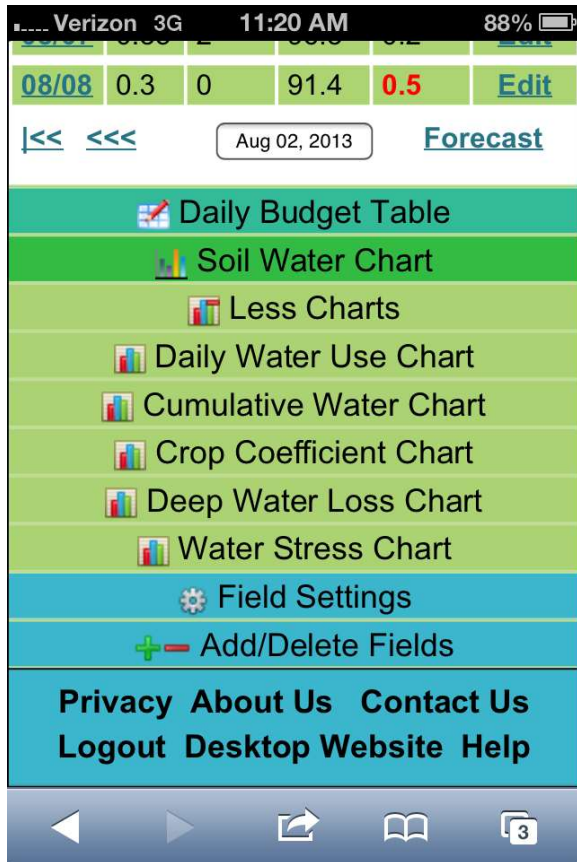 Verizon 3G 11:20 AM 88%
08/08 0.3 0 91.4 0.5 Edit
|<< <<< Aug 02, 2013 Forecast
Daily Budget Table
Soil Water Chart
Less Charts
Daily Water Use Chart
Cumulative Water Chart
Crop Coefficient Chart
Deep Water Loss Chart
Water Stress Chart
Field Settings
Add/Delete Fields
Privacy About Us Contact Us
Logout Desktop Website Help
3